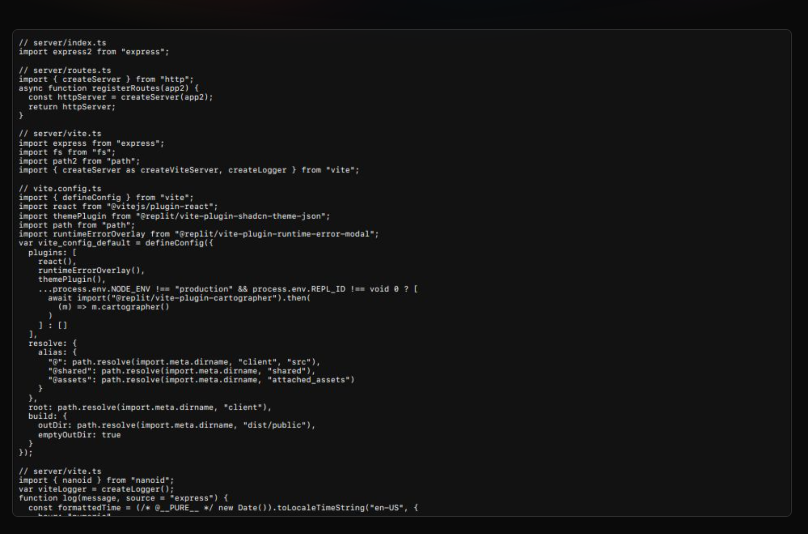 // server/index.ts
import express2 from "express";
// server/routes.ts
import { createServer } from "http";
async function registerRoutes(app2) {
const httpServer = createServer(app2);
return httpServer;
}
// server/vite.ts
import express from "express";
import fs from "fs";
import path2 from "path";
import { createServer as createViteServer, createLogger } from "vite";
// vite.config.ts
import { defineConfig } from "vite";
import react from "@vitejs/plugin-react";
import themePlugin from "@replit/vite-plugin-shadcn-theme-json";
import path from "path";
import runtimeErrorOverlay from "@replit/vite-plugin-runtime-error-modal";
var vite_config_default = defineConfig({
plugins: [
react(),
runtimeErrorOverlay(),
themePlugin(),
...process.env.NODE_ENV !== "production" && process.env.REPL_ID !== void 0 ? [
await import("@replit/vite-plugin-cartographer").then(
(m) => m.cartographer()
)
] : []
],
resolve: {
alias: {
"@": path.resolve(import.meta.dirname, "client", "src"),
"@shared": path.resolve(import.meta.dirname, "shared"),
"@assets": path.resolve(import.meta.dirname, "attached_assets")
}
},
root: path.resolve(import.meta.dirname, "client"),
build: {
outDir: path.resolve(import.meta.dirname, "dist/public"),
emptyOutDir: true
}
});
// server/vite.ts
import { nanoid } from "nanoid";
var viteLogger = createLogger();
function log(message, source = "express") {
const formattedTime = (/* @__PURE__ */ new Date()).toLocaleTimeString("en-US", {